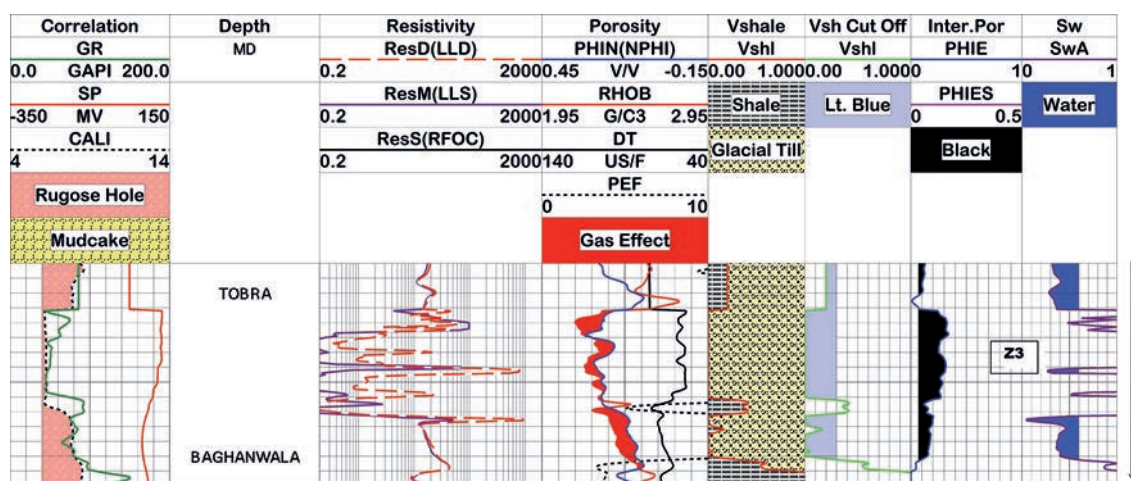 Correlation Depth Resistivity Porosity Vshale Vsh Cut Off Inter.Por Sw
GR MD ResD(LLD) PHIN(NPHI) Vshl Vshl PHIE SwA
0.0 GAPI 200.0 0.2 2000 0.45 V/V -0.15 0.00 1.000 0.00 1.000 0 1 0 1
SP ResM(LLS) RHOB Shale Lt. Blue PHIES Water
-350 MV 150 0.2 2000 1.95 G/C3 2.95 0 0.5
CALI ResS(RFOC) DT Glacial Till Black
4 14 0.2 2000 140 US/F 40
Rugose Hole PEF
0 10
Mudcake Gas Effect
TOBRA
Z3
BAGHANWALA